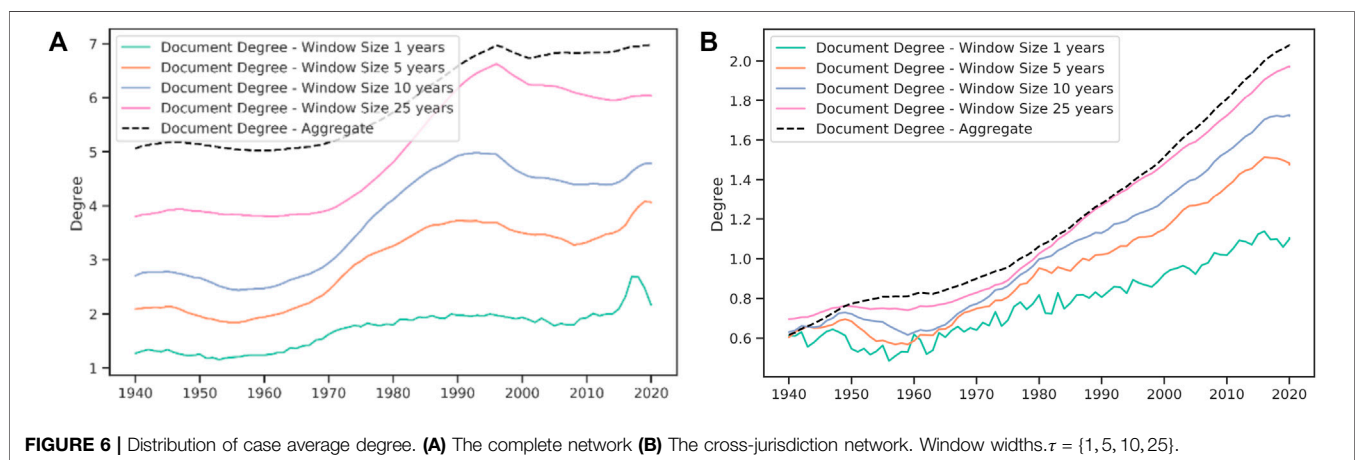 A
Document Degree - Window Size 1 years
Document Degree - Window Size 5 years
Document Degree - Window Size 10 years
Document Degree - Window Size 25 years
Document Degree - Aggregate
Degree
7
6
5
4
3
2
1
1940 1950 1960 1970 1980 1990 2000 2010 2020
B
Document Degree - Window Size 1 years
Document Degree - Window Size 5 years
Document Degree - Window Size 10 years
Document Degree - Window Size 25 years
Document Degree - Aggregate
Degree
2.0
1.8
1.6
1.4
1.2
1.0
0.8
0.6
1940 1950 1960 1970 1980 1990 2000 2010 2020
FIGURE 6 | Distribution of case average degree. (A) The complete network (B) The cross-jurisdiction network. Window widths.τ = {1, 5, 10, 25}.